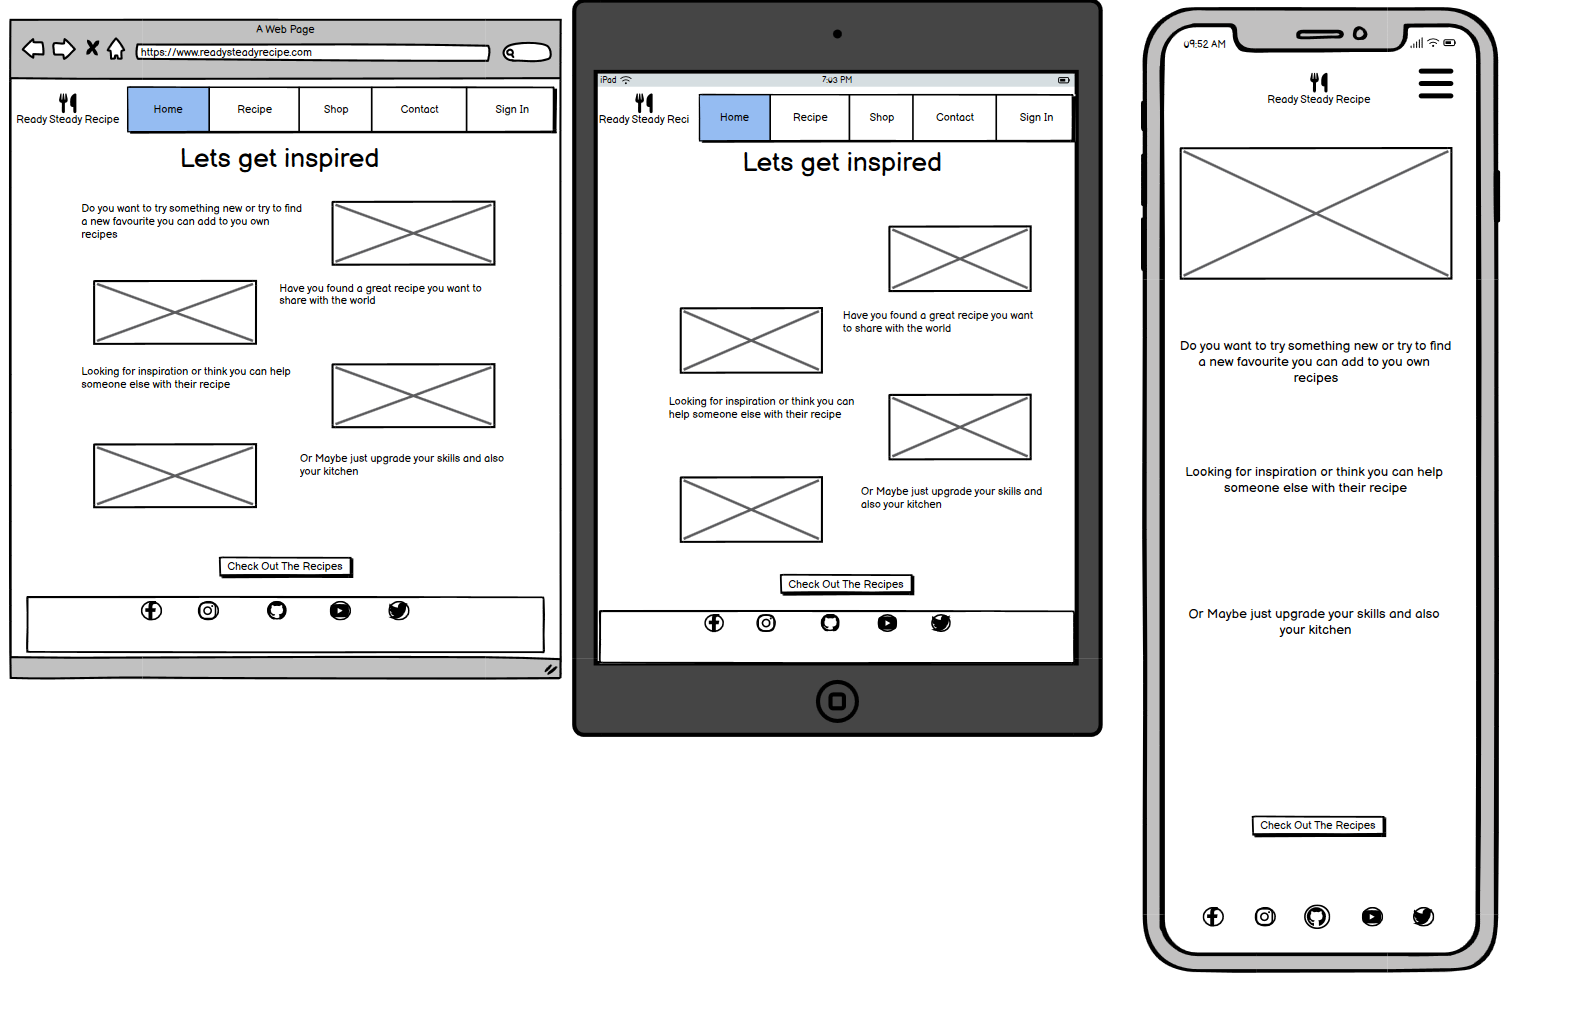 A Web Page
https://www.readysteadyrecipe.com
Ready Steady Recipe
Home
Recipe
Shop
Contact
Sign In
Lets get inspired
Do you want to try something new or try to find
a new favourite you can add to you own
recipes
Have you found a great recipe you want to
share with the world
Looking for inspiration or think you can help
someone else with their recipe
Or Maybe just upgrade your skills and also
your kitchen
Check Out The Recipes
iPad
7:03 PM
Ready Steady Reci
Home
Recipe
Shop
Contact
Sign In
Lets get inspired
Have you found a great recipe you want
to share with the world
Looking for inspiration or think you can
help someone else with their recipe
Or Maybe just upgrade your skills and
also your kitchen
Check Out The Recipes
09:52 AM
Ready Steady Recipe
Do you want to try something new or try to find
a new favourite you can add to you own
recipes
Looking for inspiration or think you can help
someone else with their recipe
Or Maybe just upgrade your skills and also
your kitchen
Check Out The Recipes